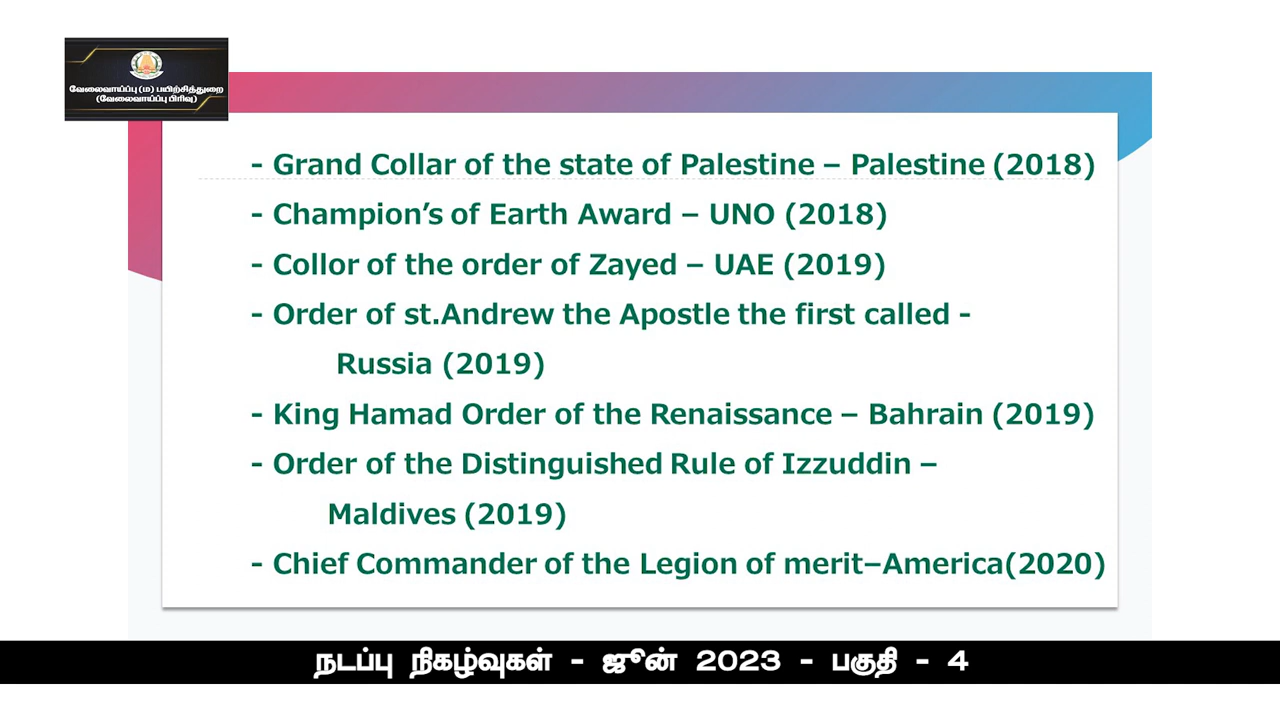 வேலைவாய்ப்பு (ம) பயிற்சித்துறை
(வேலைவாய்ப்பு பிரிவு)
- Grand Collar of the state of Palestine – Palestine (2018)
- Champion’s of Earth Award – UNO (2018)
- Collor of the order of Zayed – UAE (2019)
- Order of st.Andrew the Apostle the first called -
Russia (2019)
- King Hamad Order of the Renaissance – Bahrain (2019)
- Order of the Distinguished Rule of Izzuddin –
Maldives (2019)
- Chief Commander of the Legion of merit–America(2020)
நடப்பு நிகழ்வுகள் - ஜூன் 2023 - பகுதி - 4